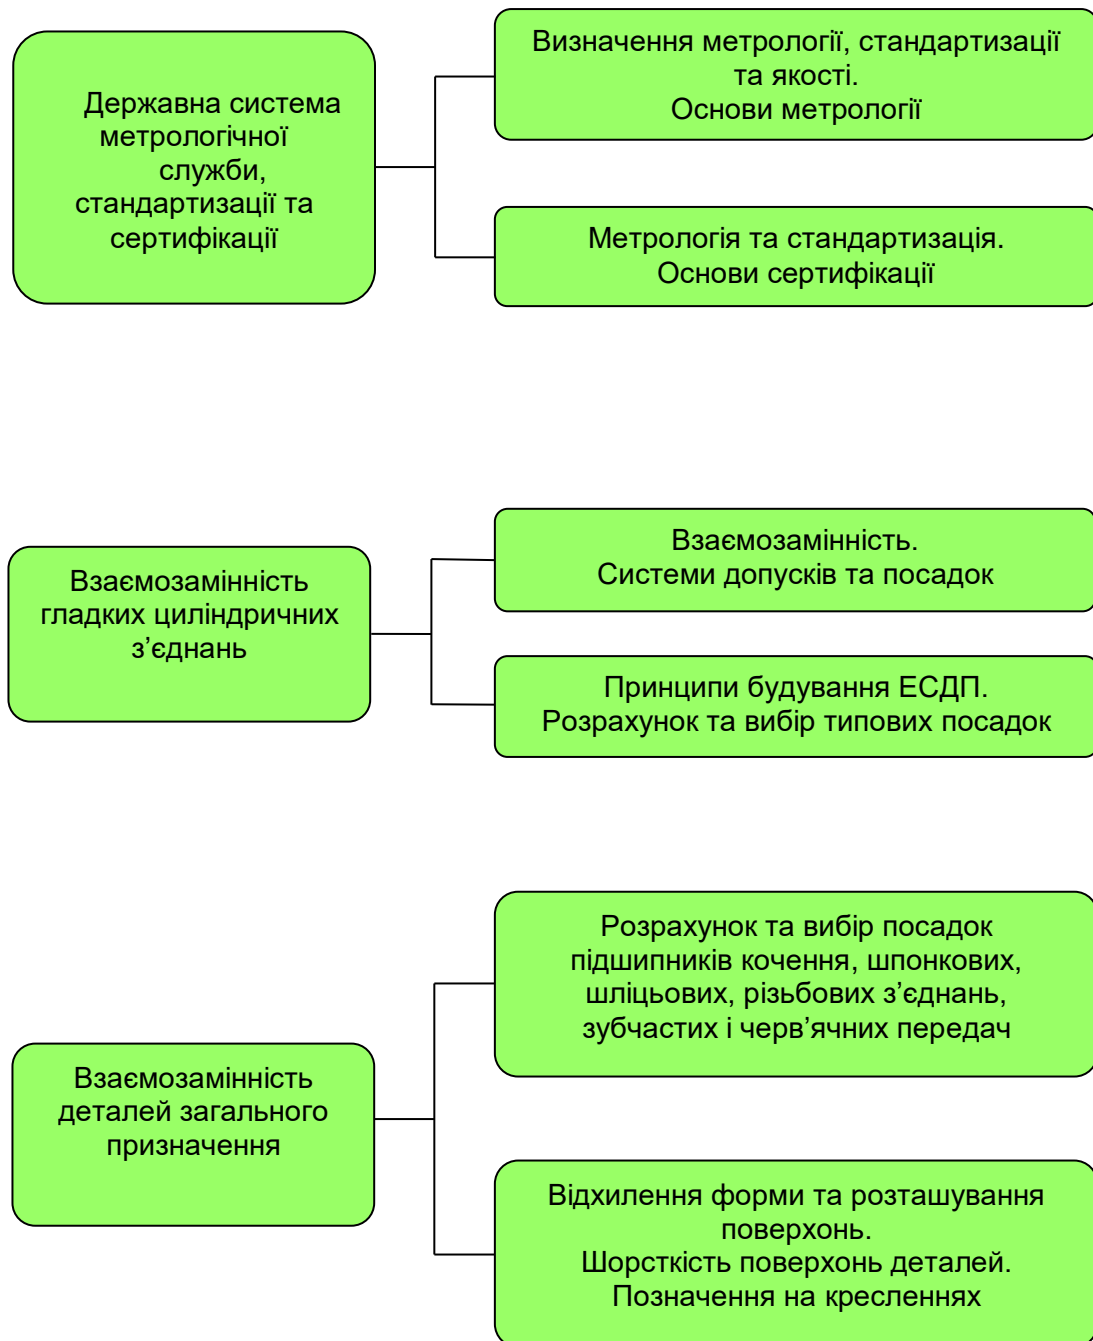 Державна система
метрологічної
служби,
стандартизації та
сертифікації
Визначення метрології, стандартизації
та якості.
Основи метрології
Метрологія та стандартизація.
Основи сертифікації
Взаємозамінність
гладких циліндричних
з’єднань
Взаємозамінність.
Системи допусків та посадок
Принципи будування ЕСДП.
Розрахунок та вибір типових посадок
Взаємозамінність
деталей загального
призначення
Розрахунок та вибір посадок
підшипників кочення, шпонкових,
шліцьових, різьбових з’єднань,
зубчастих і черв’ячних передач
Відхилення форми та розташування
поверхонь.
Шорсткість поверхонь деталей.
Позначення на кресленнях